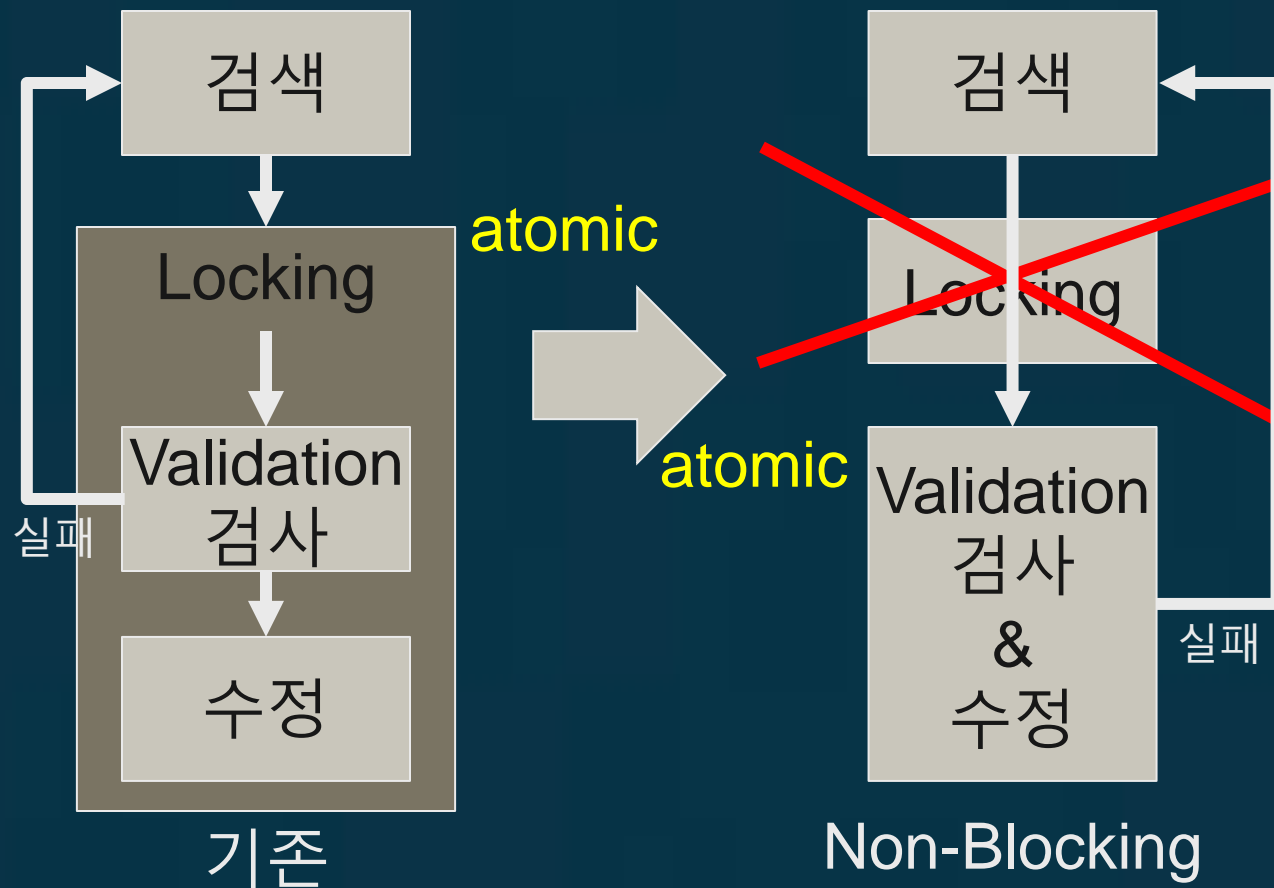 검색
atomic
Locking
Validation
검사
실패
수정
기존
검색
Locking
atomic
Validation
검사
&
수정
실패
Non-Blocking